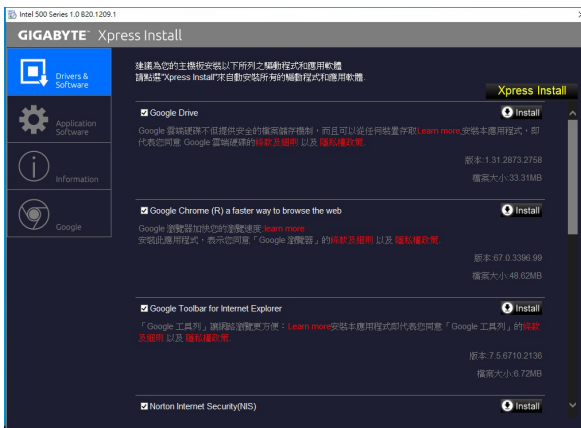 Intel 500 Series 1.0 B20.1209.1
GIGABYTE™ Xpress Install
Drivers &
Software
Application
Software
Information
Google
建議為您的主機板安裝以下所列之驅動程式和應用軟體
請點選"Xpress Install"來自動安裝所有的驅動程式和應用軟體.
Xpress Install
Google Drive
Install
Google 雲端硬碟不但提供安全的檔案儲存機制，而且可以從任何裝置存取Learn more,安裝本應用程式，即
代表您同意 Google 雲端硬碟的條款及細則 以及 隱私權政策.
版本:1.31.2873.2758
檔案大小:33.31MB
Google Chrome (R) a faster way to browse the web
Install
Google 瀏覽器加快您的瀏覽速度:learn more
安裝此應用程式，表示您同意「Google 瀏覽器」的條款及細則 以及 隱私權政策.
版本:67.0.3396.99
檔案大小:48.62MB
Google Toolbar for Internet Explorer
Install
「Google 工具列」讓網路瀏覽更方便：Learn more安裝本應用程式即代表您同意「Google 工具列」的條款
及細則 以及 隱私權政策.
版本:7.5.6710.2136
檔案大小:6.72MB
Norton Internet Security(NIS)
Install